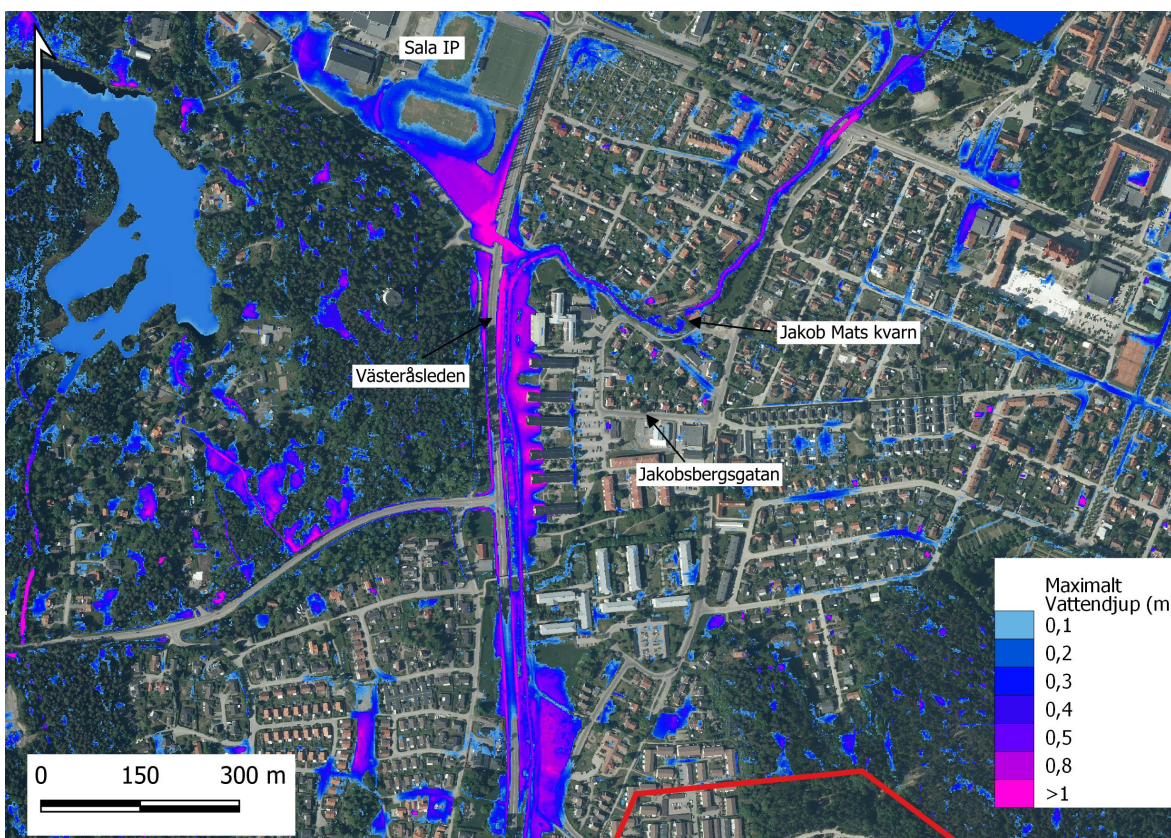 Sala IP
Jakob Mats kvarn
Västeråsleden
Jakobsbergsgatan
Maximalt
Vattendjup (m
0,1
0,2
0,3
0,4
0,5
0,8
>1
0 150 300 m